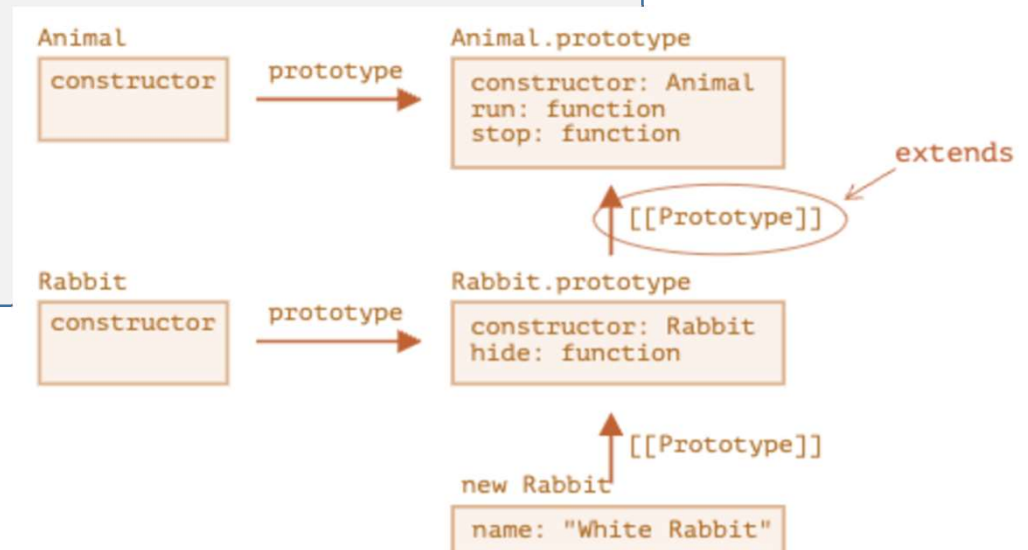 Animal
constructor
prototype
Animal.prototype
constructor: Animal
run: function
stop: function
extends
[[Prototype]]
Rabbit
constructor
prototype
Rabbit.prototype
constructor: Rabbit
hide: function
[[Prototype]]
new Rabbit
name: "White Rabbit"